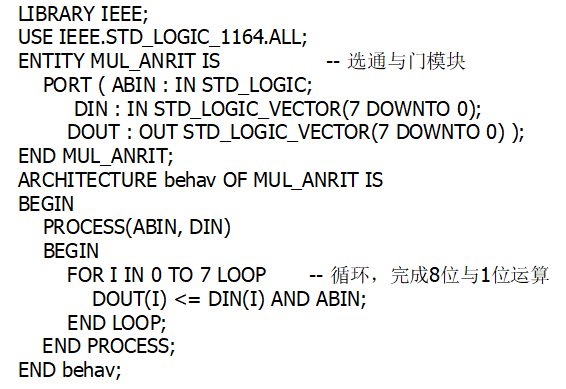 LIBRARY IEEE;
USE IEEE.STD_LOGIC_1164.ALL;
ENTITY MUL_ANRIT IS -- 选通与门模块
PORT ( ABIN : IN STD_LOGIC;
DIN : IN STD_LOGIC_VECTOR(7 DOWNTO 0);
DOUT : OUT STD_LOGIC_VECTOR(7 DOWNTO 0) );
END MUL_ANRIT;
ARCHITECTURE behav OF MUL_ANRIT IS
BEGIN
PROCESS(ABIN, DIN)
BEGIN
FOR I IN 0 TO 7 LOOP -- 循环，完成8位与1位运算
DOUT(I) <= DIN(I) AND ABIN;
END LOOP;
END PROCESS;
END behav;